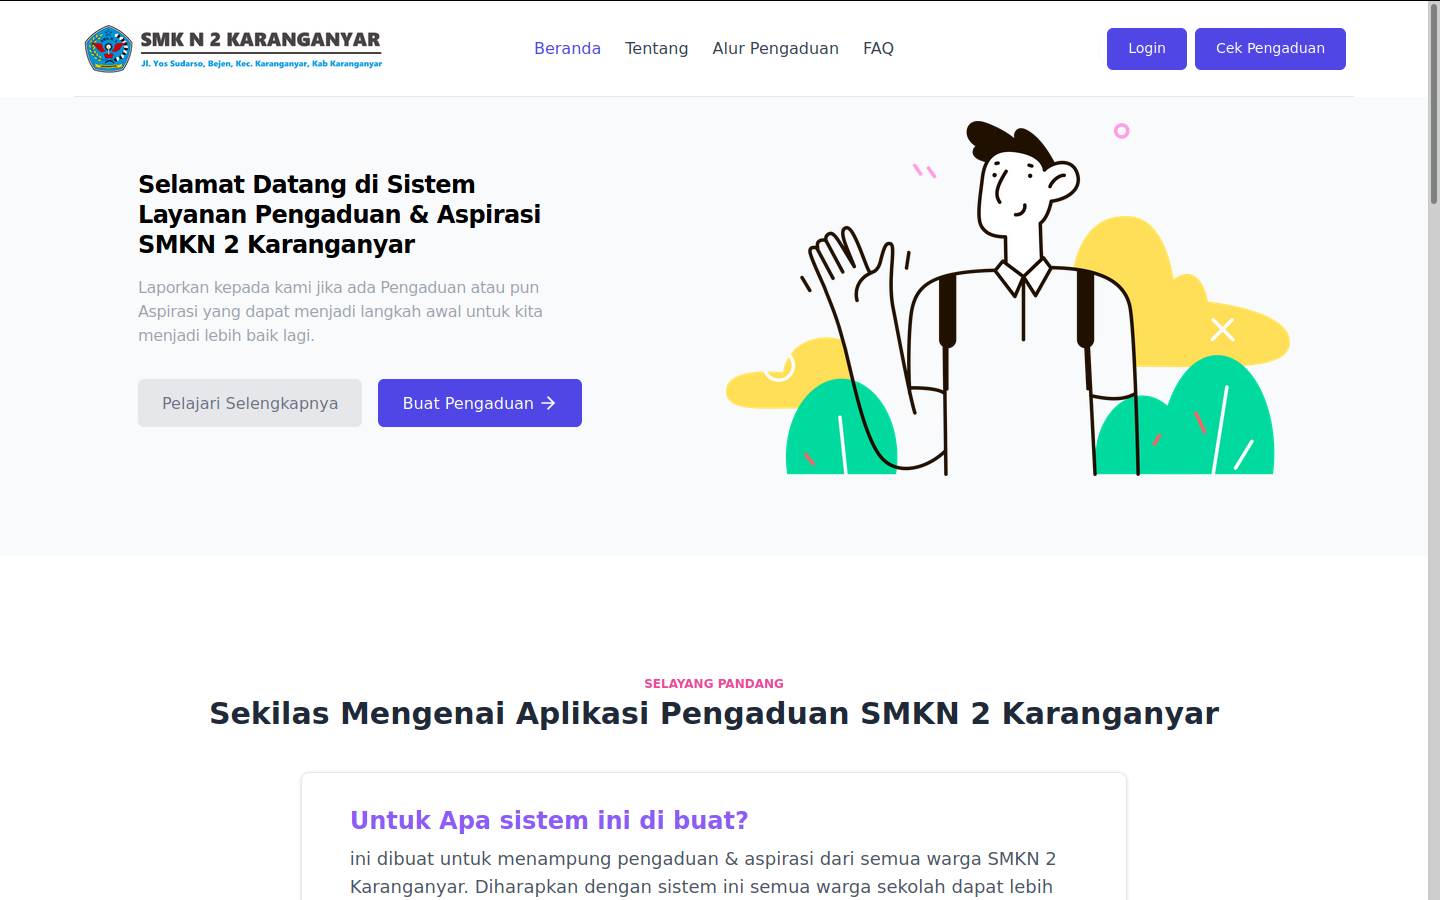 SMK N 2 KARANGANYAR
Jl. Yos Sudarso, Bejen, Kec. Karanganyar, Kab Karanganyar
Beranda
Tentang
Alur Pengaduan
FAQ
Login
Cek Pengaduan
Selamat Datang di Sistem
Layanan Pengaduan & Aspirasi
SMKN 2 Karanganyar
Laporkan kepada kami jika ada Pengaduan atau pun
Aspirasi yang dapat menjadi langkah awal untuk kita
menjadi lebih baik lagi.
Pelajari Selengkapnya
Buat Pengaduan
SELAYANG PANDANG
Sekilas Mengenai Aplikasi Pengaduan SMKN 2 Karanganyar
Untuk Apa sistem ini di buat?
ini dibuat untuk menampung pengaduan & aspirasi dari semua warga SMKN 2
Karanganyar. Diharapkan dengan sistem ini semua warga sekolah dapat lebih